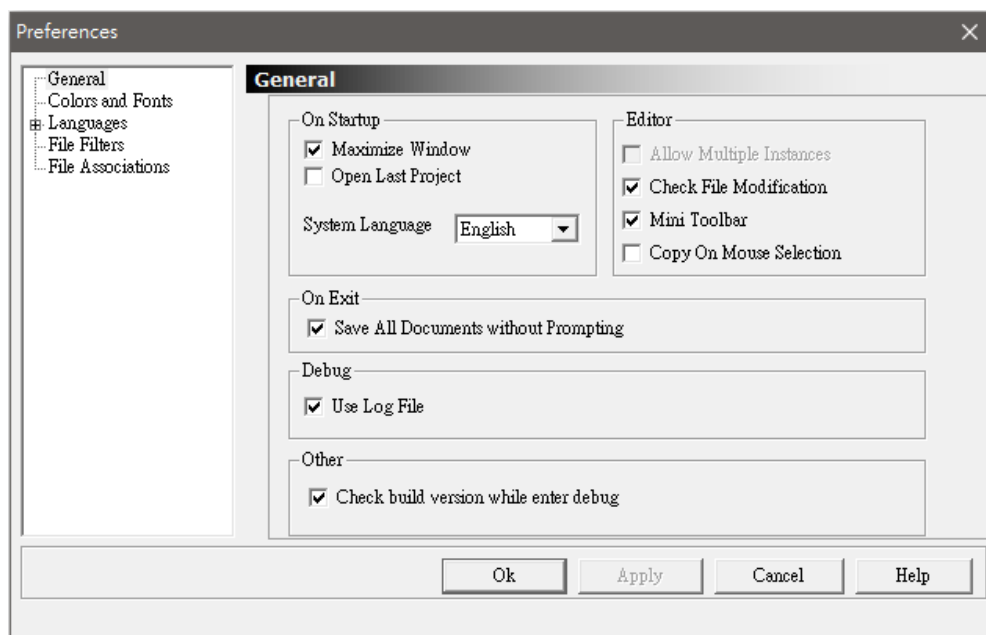 Preferences
General
Colors and Fonts
Languages
File Filters
File Associations
General
On Startup
Maximize Window
Open Last Project
System Language English
Editor
Allow Multiple Instances
Check File Modification
Mini Toolbar
Copy On Mouse Selection
On Exit
Save All Documents without Prompting
Debug
Use Log File
Other
Check build version while enter debug
Ok Apply Cancel Help